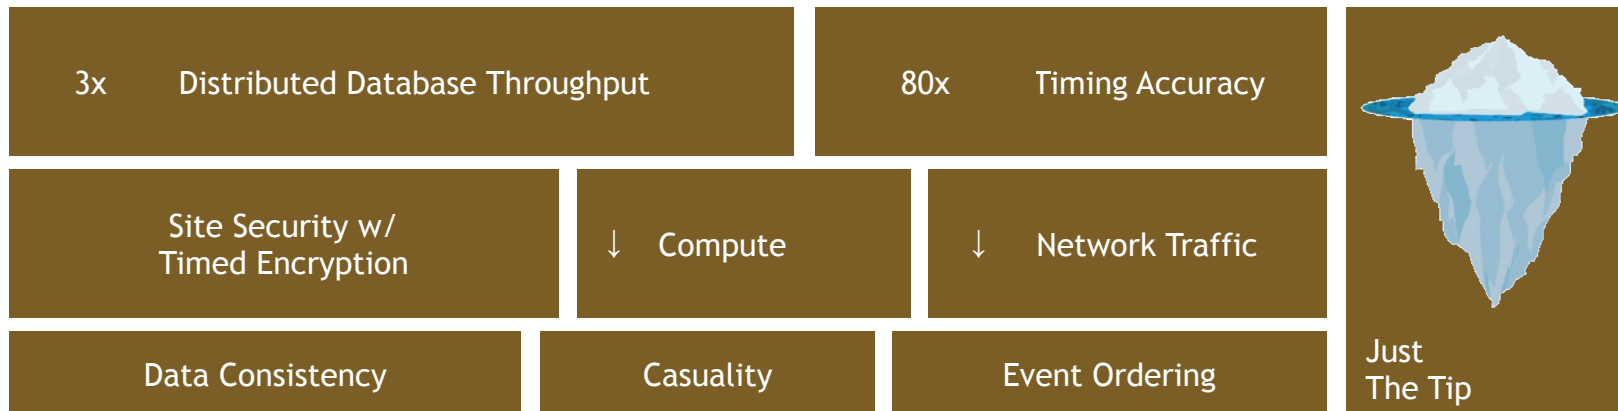 3x Distributed Database Throughput
80x Timing Accuracy
Site Security w/
Timed Encryption
↓ Compute
↓ Network Traffic
Data Consistency
Casuality
Event Ordering
Just
The Tip